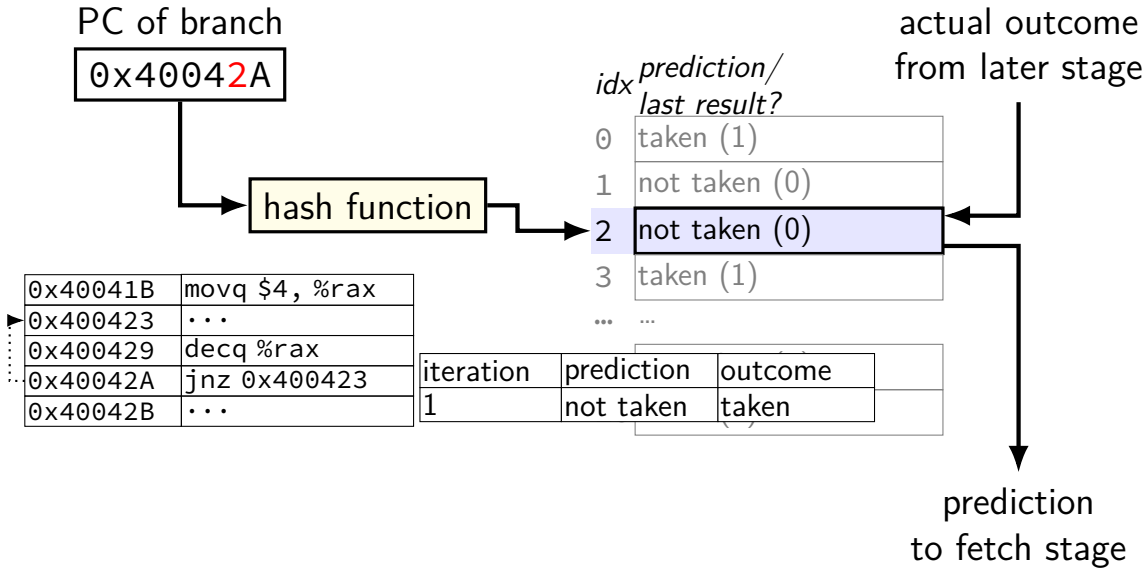 PC of branch
0x40042A
actual outcome
from later stage
idx prediction/
last result?
0 taken (1)
1 not taken (0)
hash function
2 not taken (0)
3 taken (1)
... ...
0x40041B movq $4, %rax
0x400423 ...
0x400429 decq %rax
0x40042A jnz 0x400423
0x40042B ...
iteration prediction outcome
1 not taken taken
prediction
to fetch stage